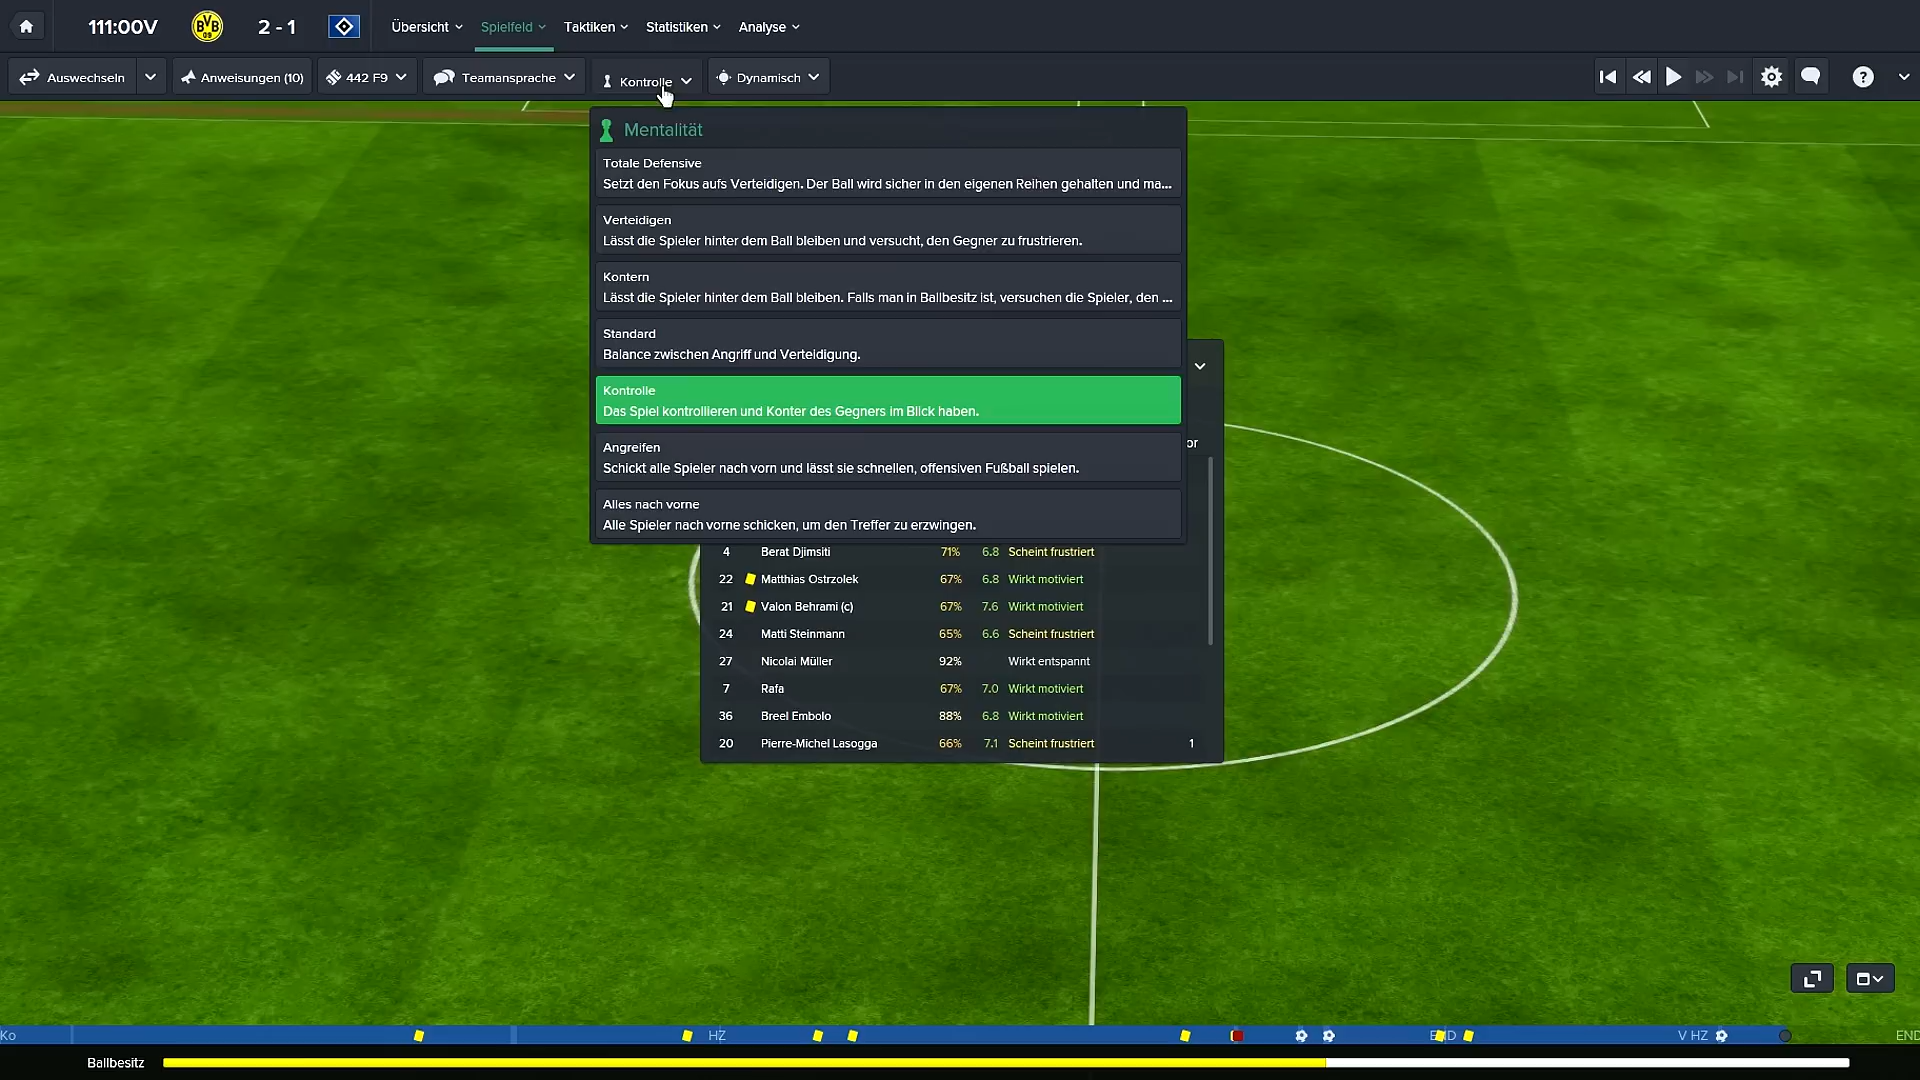 111:00V
BVB
09
2 - 1
Übersicht
Spielfeld
Taktiken
Statistiken
Analyse
Auswechseln
Anweisungen (10)
442 F9
Teamansprache
Kontrolle
Dynamisch
?
Mentalität
Totale Defensive
Setzt den Fokus aufs Verteidigen. Der Ball wird sicher in den eigenen Reihen gehalten und ma...
Verteidigen
Lässt die Spieler hinter dem Ball bleiben und versucht, den Gegner zu frustrieren.
Kontern
Lässt die Spieler hinter dem Ball bleiben. Falls man in Ballbesitz ist, versuchen die Spieler, den ...
Standard
Balance zwischen Angriff und Verteidigung.
Kontrolle
Das Spiel kontrollieren und Konter des Gegners im Blick haben.
Angreifen
Schickt alle Spieler nach vorn und lässt sie schnellen, offensiven Fußball spielen.
Alles nach vorne
Alle Spieler nach vorne schicken, um den Treffer zu erzwingen.
or
4 Berat Djimsiti 71% 6.8 Scheint frustriert
22 Matthias Ostrzolek 67% 6.8 Wirkt motiviert
21 Valon Behrami (c) 67% 7.6 Wirkt motiviert
24 Matti Steinmann 65% 6.6 Scheint frustriert
27 Nicolai Müller 92% Wirkt entspannt
7 Rafa 67% 7.0 Wirkt motiviert
36 Breel Embolo 88% 6.8 Wirkt motiviert
20 Pierre-Michel Lasogga 66% 7.1 Scheint frustriert 1
Ko HZ END V HZ END
Ballbesitz